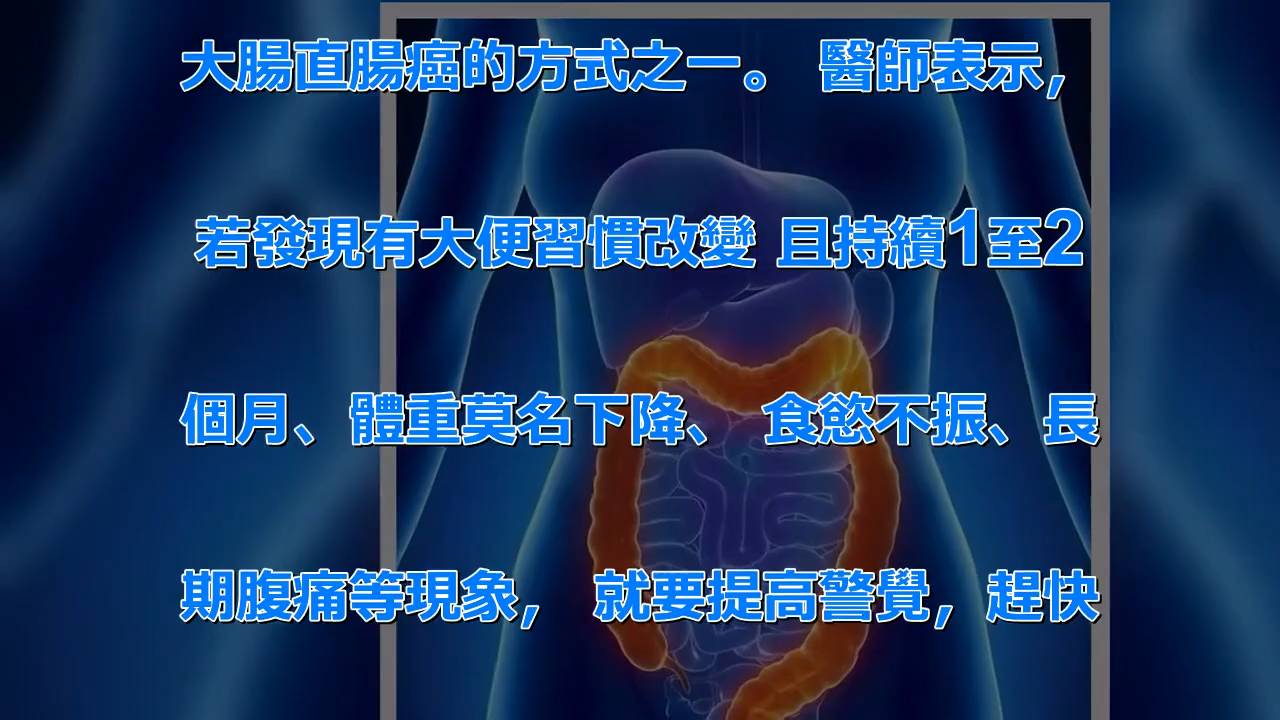 大腸直腸癌的方式之一。 醫師表示，
若發現有大便習慣改變 且持續1至2
個月、體重莫名下降、 食慾不振、長
期腹痛等現象， 就要提高警覺，趕快